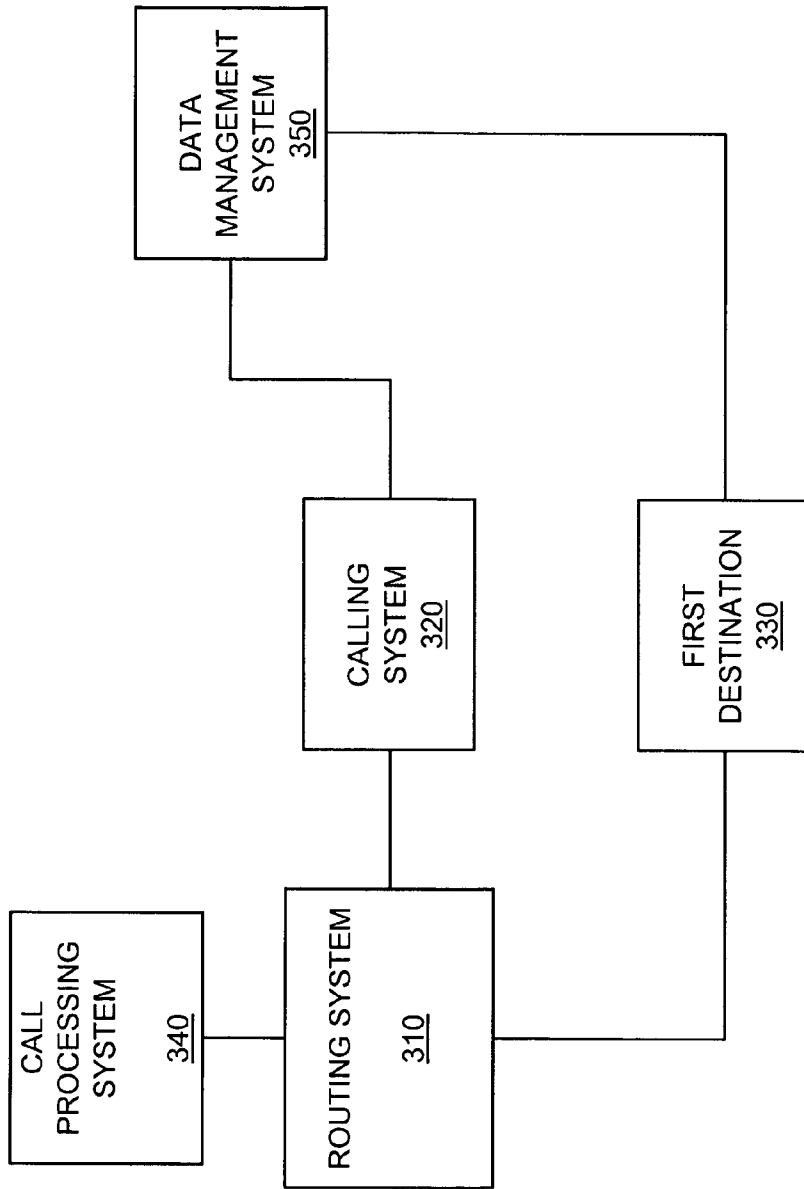 CALL
PROCESSING
SYSTEM
340
ROUTING SYSTEM
310
CALLING
SYSTEM
320
FIRST
DESTINATION
330
DATA
MANAGEMENT
SYSTEM
350